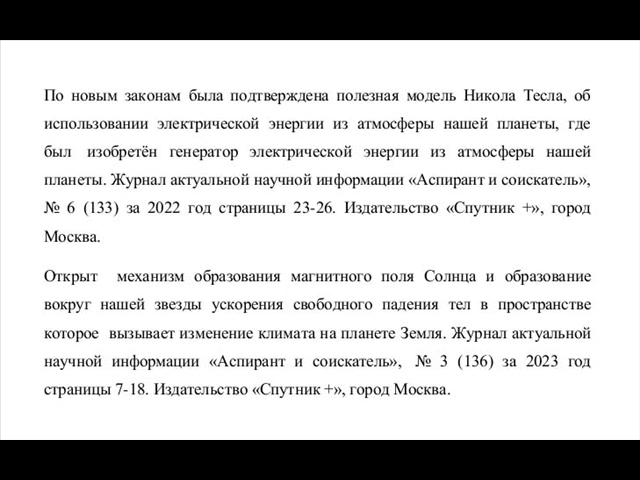 По новым законам была подтверждена полезная модель Никола Тесла, об
использовании электрической энергии из атмосферы нашей планеты, где
был изобретён генератор электрической энергии из атмосферы нашей
планеты. Журнал актуальной научной информации «Аспирант и соискатель»,
№ 6 (133) за 2022 год страницы 23-26. Издательство «Спутник +», город
Москва.
Открыт механизм образования магнитного поля Солнца и образование
вокруг нашей звезды ускорения свободного падения тел в пространстве
которое вызывает изменение климата на планете Земля. Журнал актуальной
научной информации «Аспирант и соискатель», № 3 (136) за 2023 год
страницы 7-18. Издательство «Спутник +», город Москва.